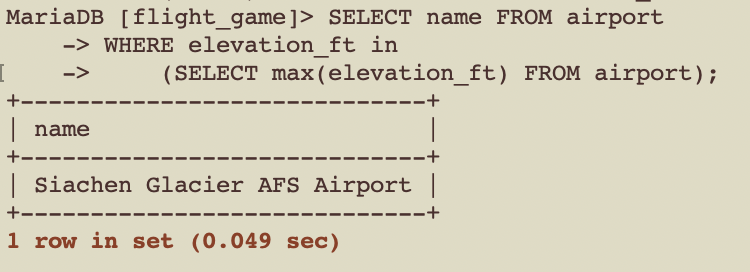 MariaDB [flight_game]> SELECT name FROM airport
    -> WHERE elevation_ft in
    ->     (SELECT max(elevation_ft) FROM airport);
+-----------------------------+
| name                        |
+-----------------------------+
| Siachen Glacier AFS Airport |
+-----------------------------+
1 row in set (0.049 sec)